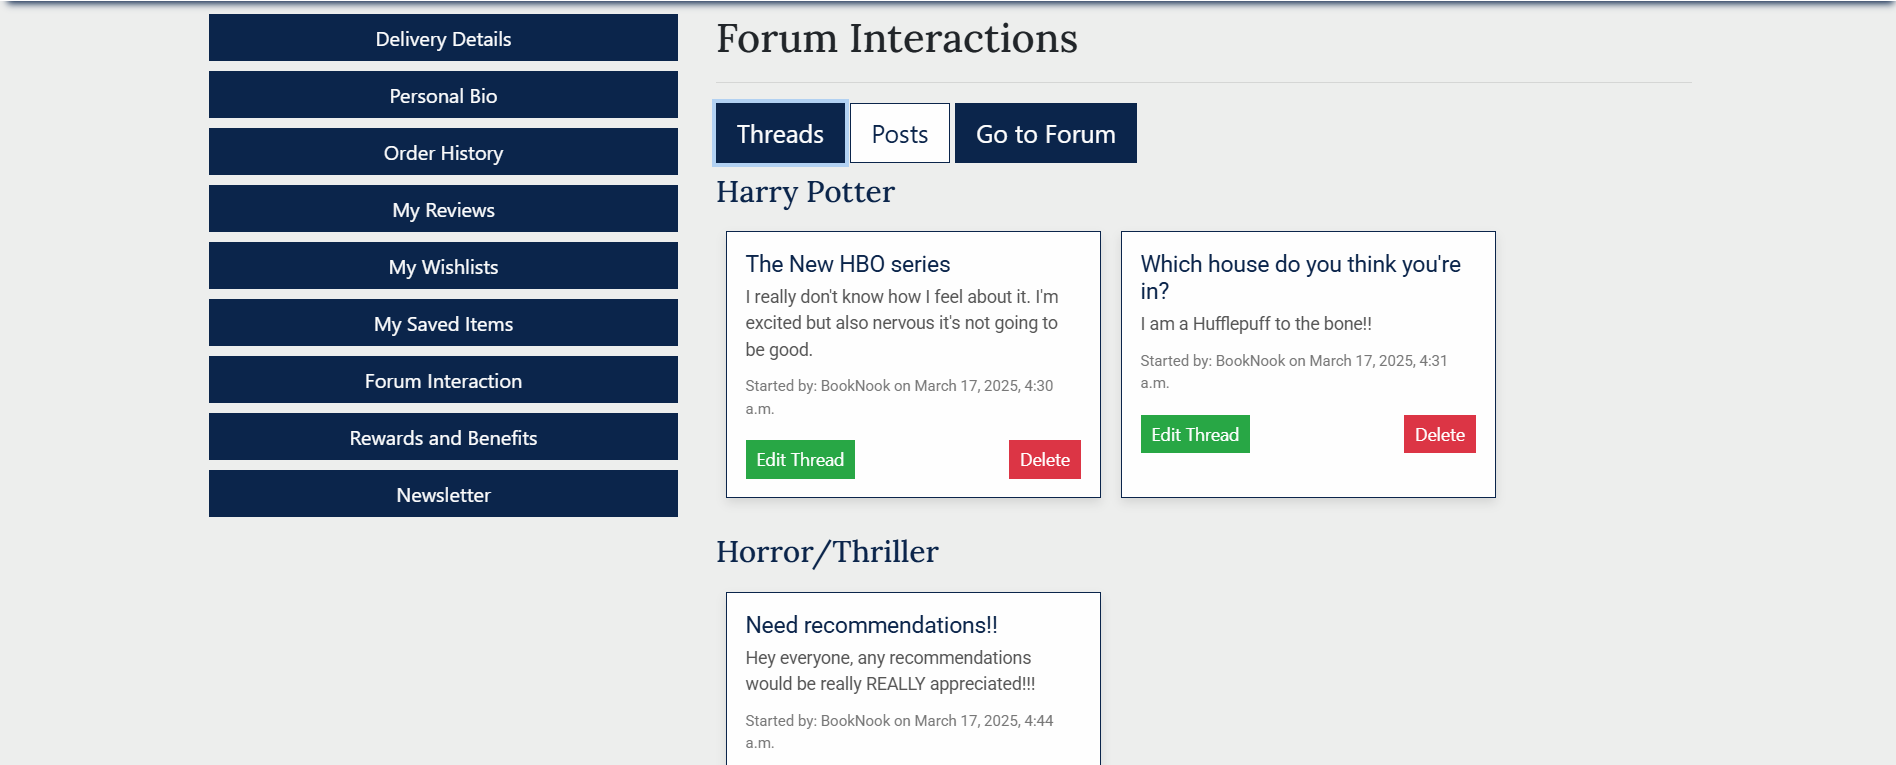 Delivery Details
Personal Bio
Order History
My Reviews
My Wishlists
My Saved Items
Forum Interaction
Rewards and Benefits
Newsletter
Forum Interactions
Threads
Posts
Go to Forum
Harry Potter
The New HBO series
I really don't know how I feel about it. I'm
excited but also nervous it's not going to
be good.
Started by: BookNook on March 17, 2025, 4:30
a.m.
Edit Thread
Delete
Which house do you think you're
in?
I am a Hufflepuff to the bone!!
Started by: BookNook on March 17, 2025, 4:31
a.m.
Edit Thread
Delete
Horror/Thriller
Need recommendations!!
Hey everyone, any recommendations
would be really REALLY appreciated!!!
Started by: BookNook on March 17, 2025, 4:44
a.m.